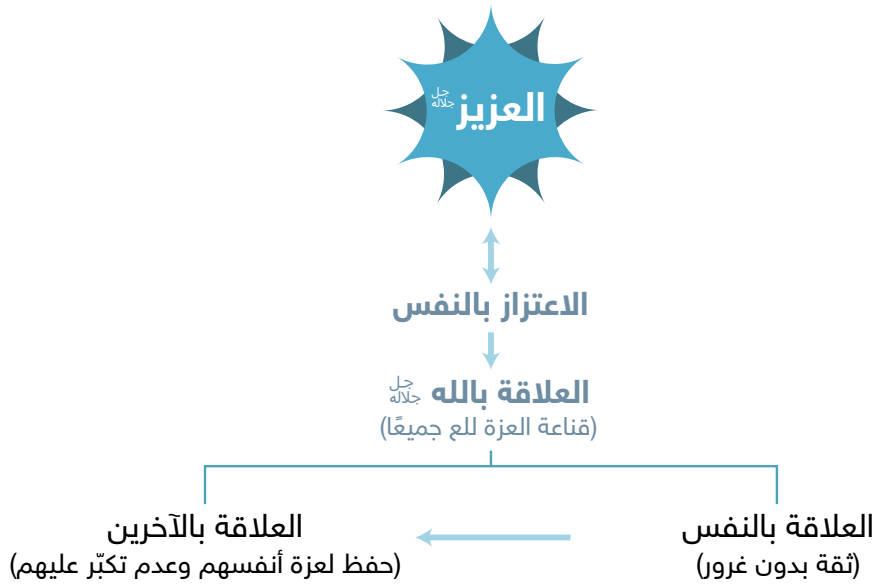 العزيز جل جلاله
الاعتزاز بالنفس
العلاقة بالله جل جلاله
(قناعة العزة للع جميعًا)
العلاقة بالنفس
(ثقة بدون غرور)
العلاقة بالآخرين
(حفظ لعزة أنفسهم وعدم تكبّر عليهم)